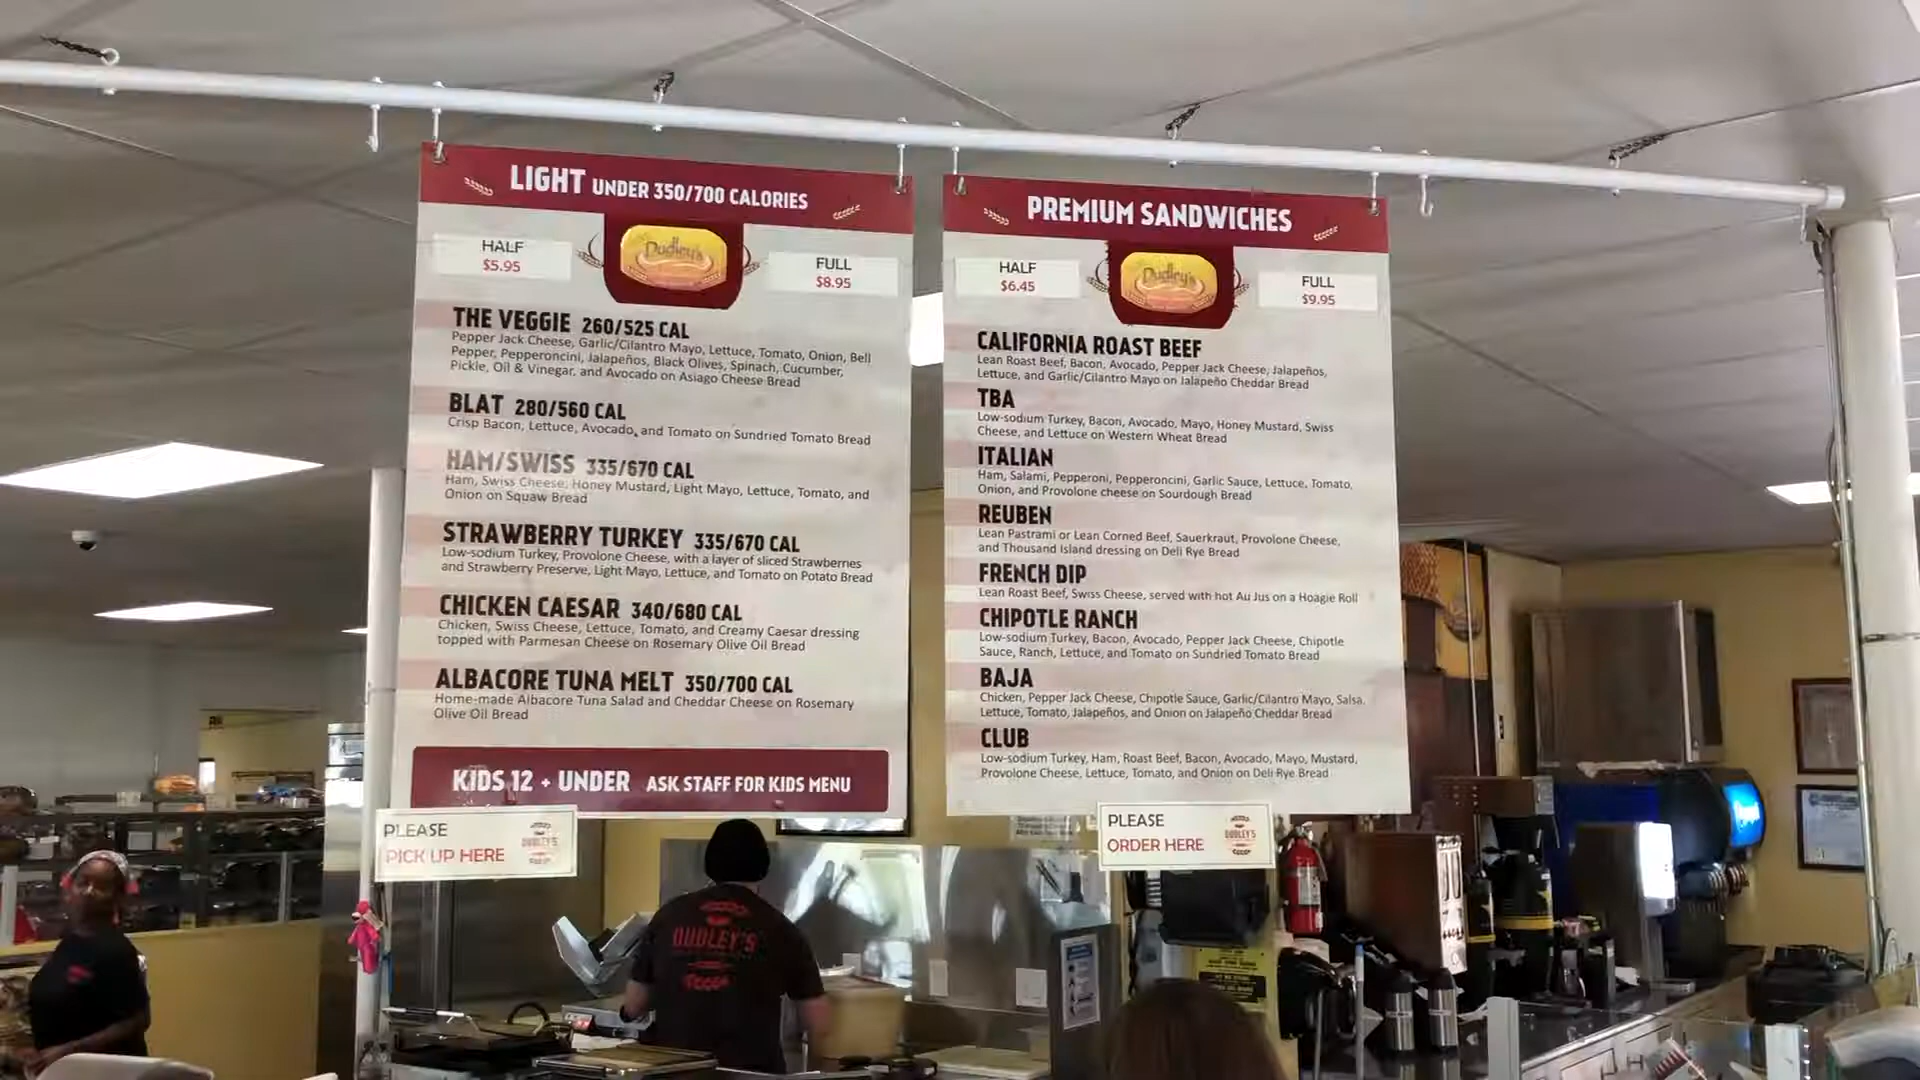 LIGHT UNDER 350/700 CALORIES
HALF
$5.95
Dudley's
FULL
$8.95
THE VEGGIE 260/525 CAL
Pepper Jack Cheese, Garlic/Cilantro Mayo, Lettuce, Tomato, Onion, Bell
Pepper, Pepperoncini, Jalapeños, Black Olives, Spinach, Cucumber,
Pickle, Oil & Vinegar, and Avocado on Asiago Cheese Bread
BLAT 280/560 CAL
Crisp Bacon, Lettuce, Avocado, and Tomato on Sundried Tomato Bread
HAM/SWISS 335/670 CAL
Ham, Swiss Cheese, Honey Mustard, Light Mayo, Lettuce, Tomato, and
Onion on Squaw Bread
STRAWBERRY TURKEY 335/670 CAL
Low-sodium Turkey, Provolone Cheese, with a layer of sliced Strawberries
and Strawberry Preserve, Light Mayo, Lettuce, and Tomato on Potato Bread
CHICKEN CAESAR 340/680 CAL
Chicken, Swiss Cheese, Lettuce, Tomato, and Creamy Caesar dressing
topped with Parmesan Cheese on Rosemary Olive Oil Bread
ALBACORE TUNA MELT 350/700 CAL
Home-made Albacore Tuna Salad and Cheddar Cheese on Rosemary
Olive Oil Bread
KIDS 12 + UNDER ASK STAFF FOR KIDS MENU
PLEASE
PICK UP HERE
DUDLEY'S
PREMIUM SANDWICHES
HALF
$6.45
Dudley's
FULL
$9.95
CALIFORNIA ROAST BEEF
Lean Roast Beef, Bacon, Avocado, Pepper Jack Cheese, Jalapeños,
Lettuce, and Garlic/Cilantro Mayo on Jalapeño Cheddar Bread
TBA
Low-sodium Turkey, Bacon, Avocado, Mayo, Honey Mustard, Swiss
Cheese, and Lettuce on Western Wheat Bread
ITALIAN
Ham, Salami, Pepperoni, Pepperoncini, Garlic Sauce, Lettuce, Tomato,
Onion, and Provolone cheese on Sourdough Bread
REUBEN
Lean Pastrami or Lean Corned Beef, Sauerkraut, Provolone Cheese,
and Thousand Island dressing on Deli Rye Bread
FRENCH DIP
Lean Roast Beef, Swiss Cheese, served with hot Au Jus on a Hoagie Roll
CHIPOTLE RANCH
Low-sodium Turkey, Bacon, Avocado, Pepper Jack Cheese, Chipotle
Sauce, Ranch, Lettuce, and Tomato on Sundried Tomato Bread
BAJA
Chicken, Pepper Jack Cheese, Chipotle Sauce, Garlic/Cilantro Mayo, Salsa,
Lettuce, Tomato, Jalapeños, and Onion on Jalapeño Cheddar Bread
CLUB
Low-sodium Turkey, Ham, Roast Beef, Bacon, Avocado, Mayo, Mustard,
Provolone Cheese, Lettuce, Tomato, and Onion on Deli Rye Bread
PLEASE
ORDER HERE
DUDLEY'S
DUDLEY'S